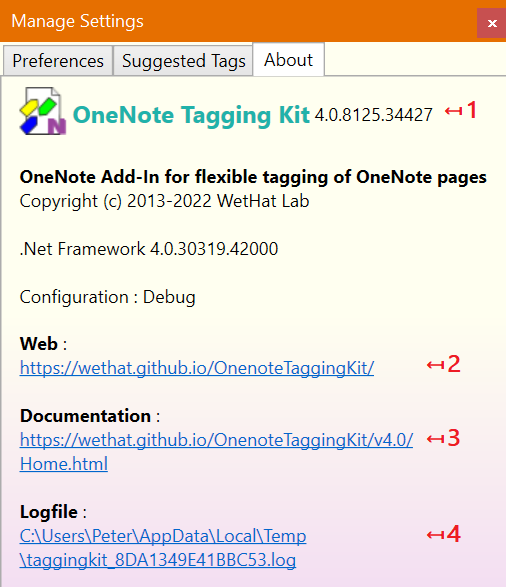 Manage Settings
Preferences Suggested Tags About
OneNote Tagging Kit 4.0.8125.34427 ↤1
OneNote Add-In for flexible tagging of OneNote pages
Copyright (c) 2013-2022 WetHat Lab
.Net Framework 4.0.30319.42000
Configuration : Debug
Web :
https://wethat.github.io/OnenoteTaggingKit/ ↤2
Documentation :
https://wethat.github.io/OnenoteTaggingKit/v4.0/ ↤3
Home.html
Logfile :
C:\Users\Peter\AppData\Local\Temp ↤4
\taggingkit_8DA1349E41BBC53.log